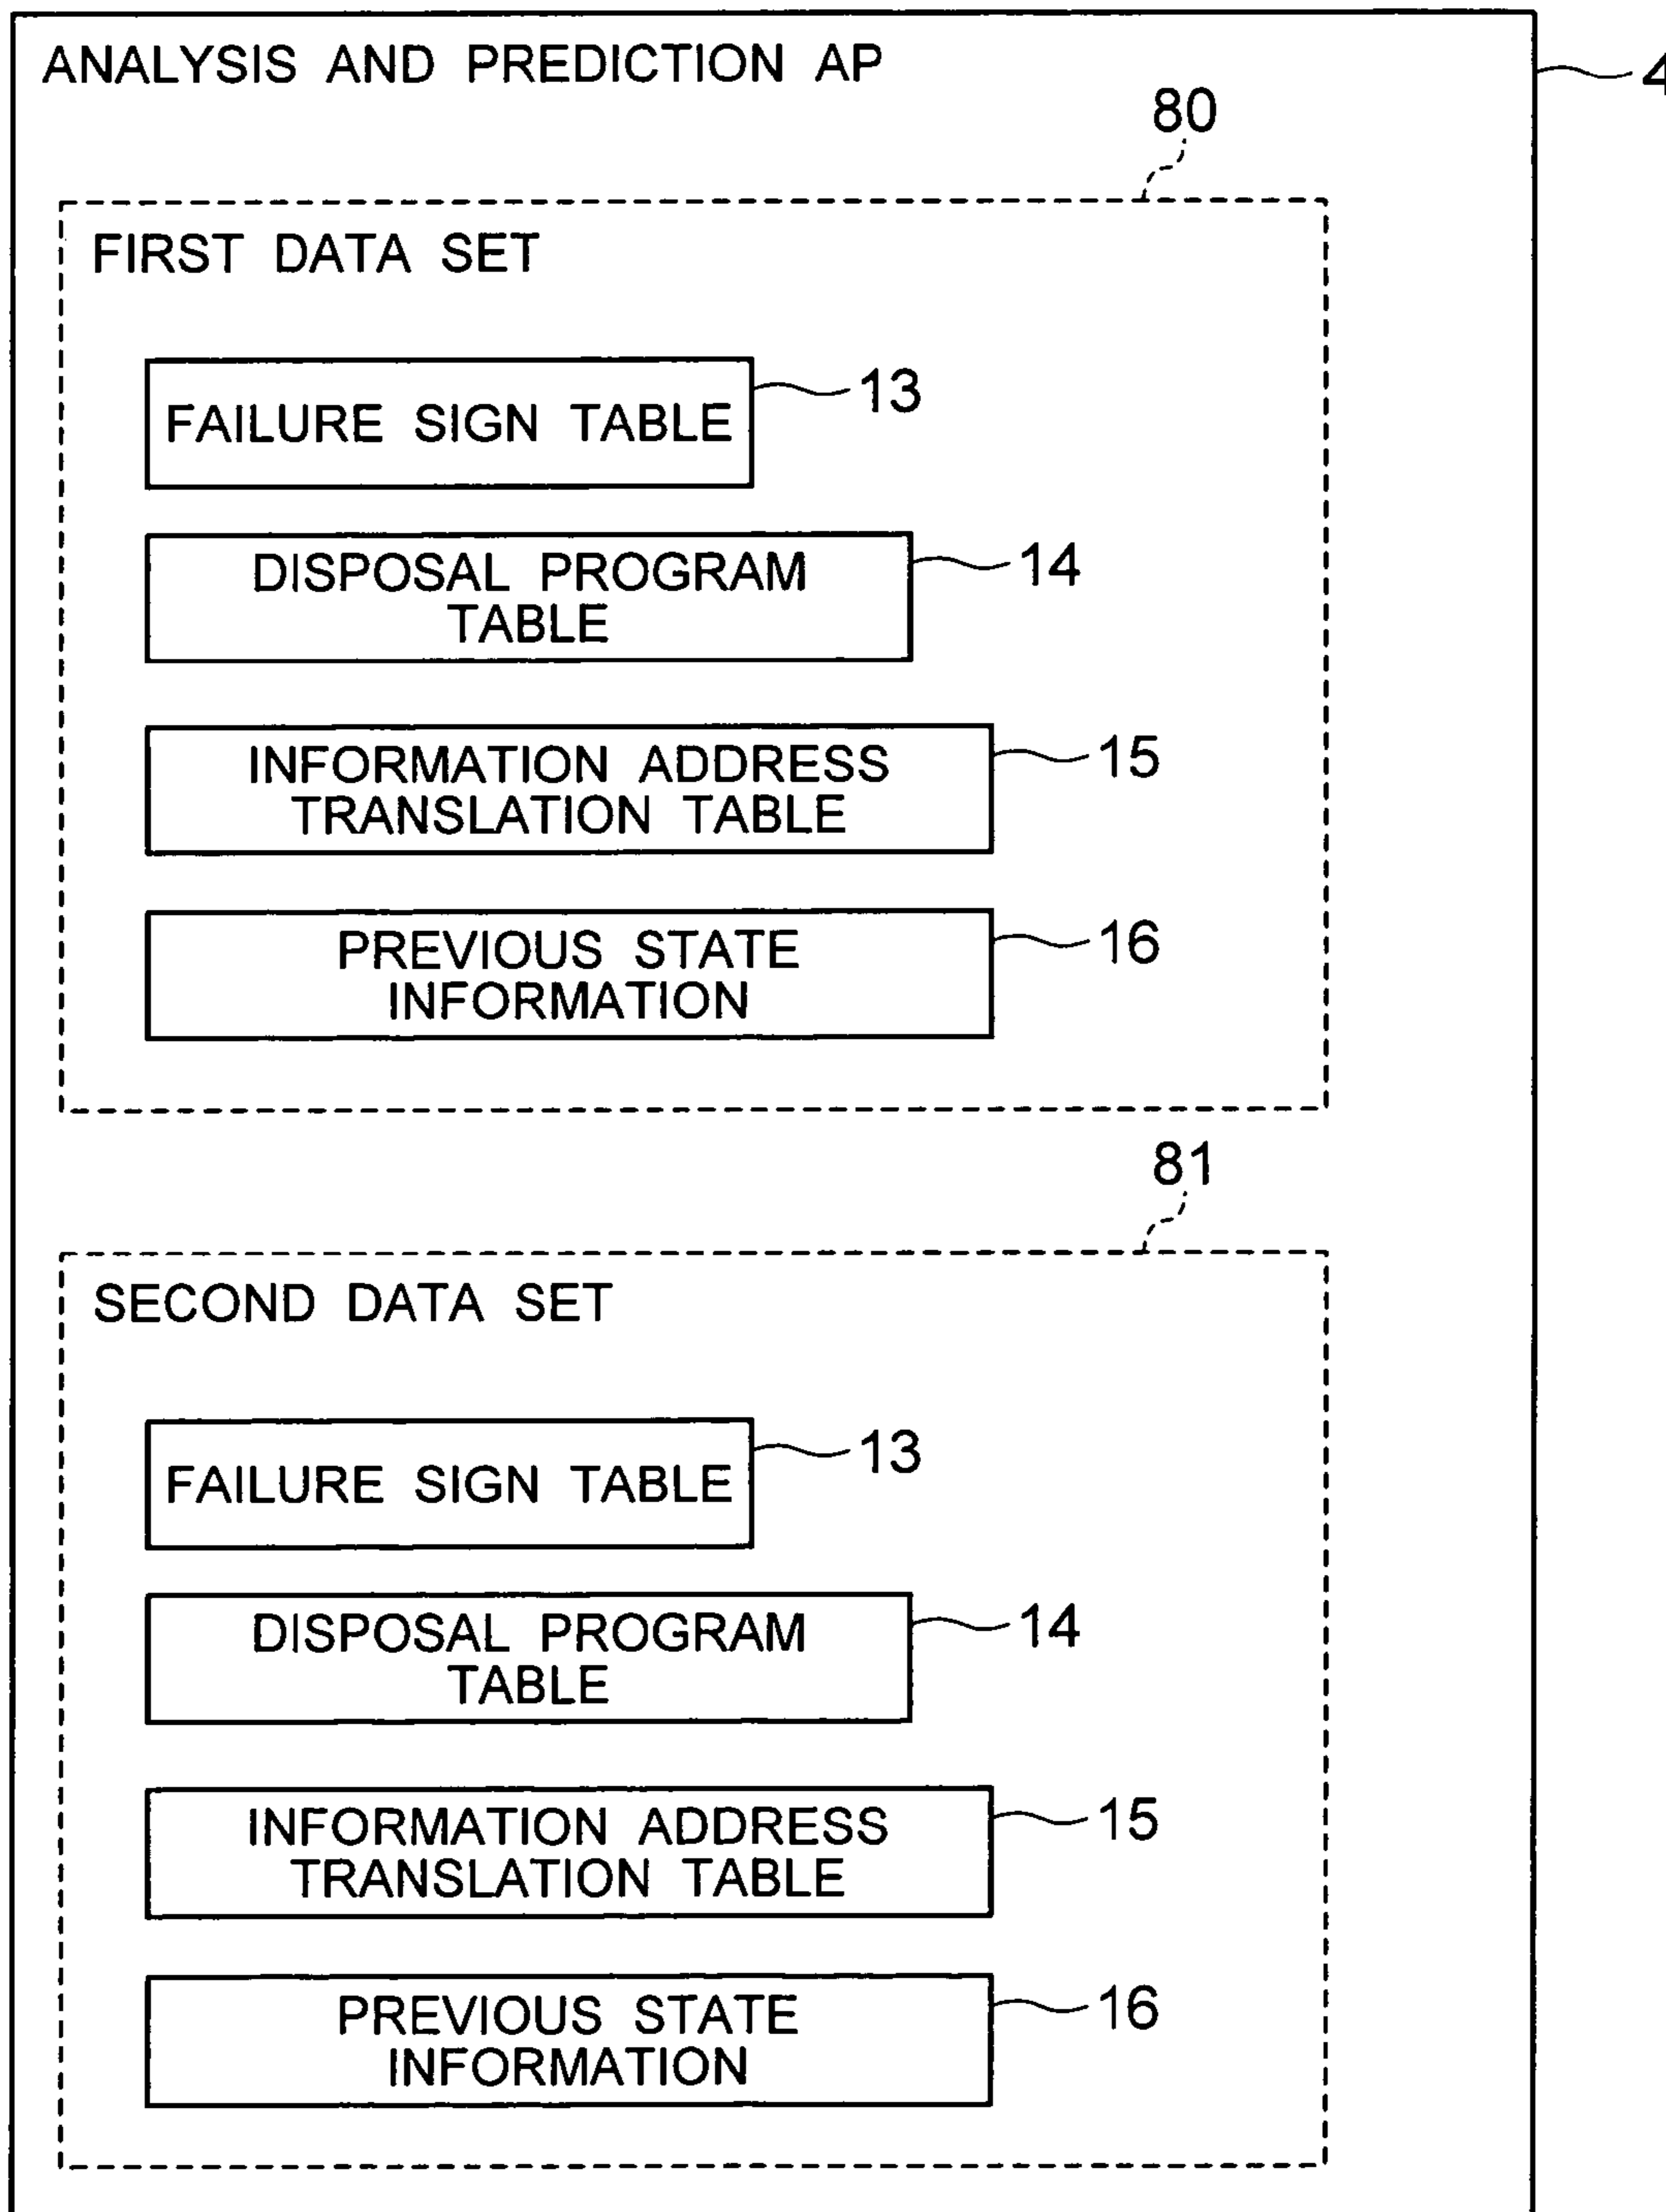 ANALYSIS AND PREDICTION AP
4
80
FIRST DATA SET
13
FAILURE SIGN TABLE
14
DISPOSAL PROGRAM
TABLE
15
INFORMATION ADDRESS
TRANSLATION TABLE
16
PREVIOUS STATE
INFORMATION
81
SECOND DATA SET
13
FAILURE SIGN TABLE
14
DISPOSAL PROGRAM
TABLE
15
INFORMATION ADDRESS
TRANSLATION TABLE
16
PREVIOUS STATE
INFORMATION